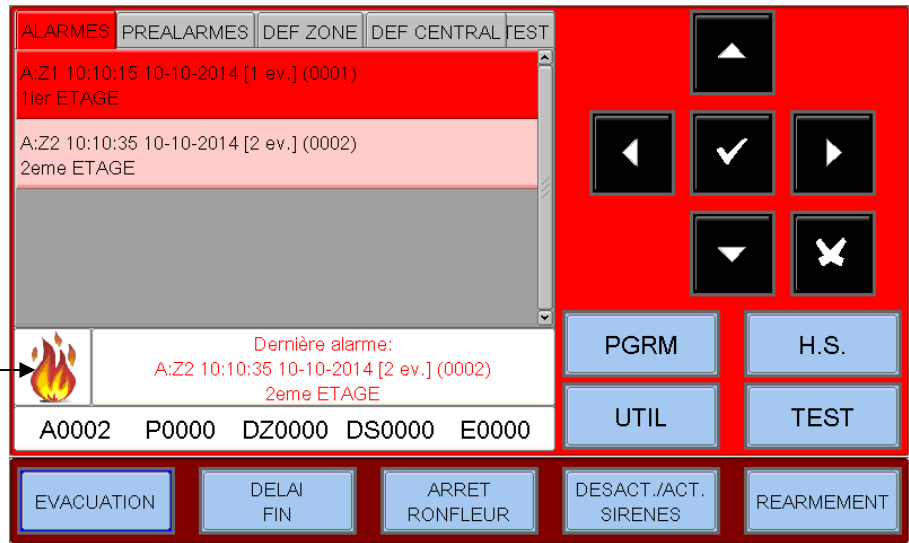 ALARMES PREALARMES DEF ZONE DEF CENTRAL TEST
A:Z1 10:10:15 10-10-2014 [1 ev.] (0001)
1ier ETAGE
A:Z2 10:10:35 10-10-2014 [2 ev.] (0002)
2eme ETAGE
Dernière alarme:
A:Z2 10:10:35 10-10-2014 [2 ev.] (0002)
2eme ETAGE
A0002 P0000 DZ0000 DS0000 E0000
PGRM
H.S.
UTIL
TEST
EVACUATION
DELAI
FIN
ARRET
RONFLEUR
DESACT./ACT.
SIRENES
REARMEMENT